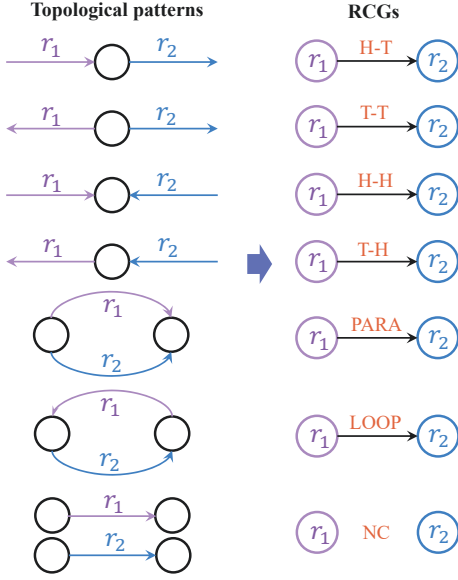 Topological patterns RCGs
r₁ r₂ r₁ H-T r₂
r₁ r₂ r₁ T-T r₂
r₁ r₂ r₁ H-H r₂
r₁ r₂ r₁ T-H r₂
r₁
r₁ PARA r₂
r₂
r₁
r₁ LOOP r₂
r₂
r₁
r₁ NC r₂
r₂